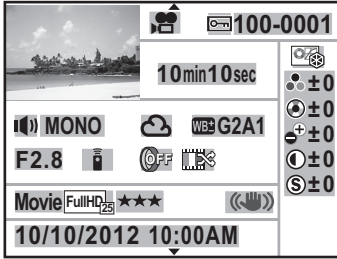 100-0001
10min10sec
±0
±0
MONO WB± G2A1
±0
F2.8 OFF
±0
S ±0
Movie FullHD 25 ★★★
10/10/2012 10:00AM